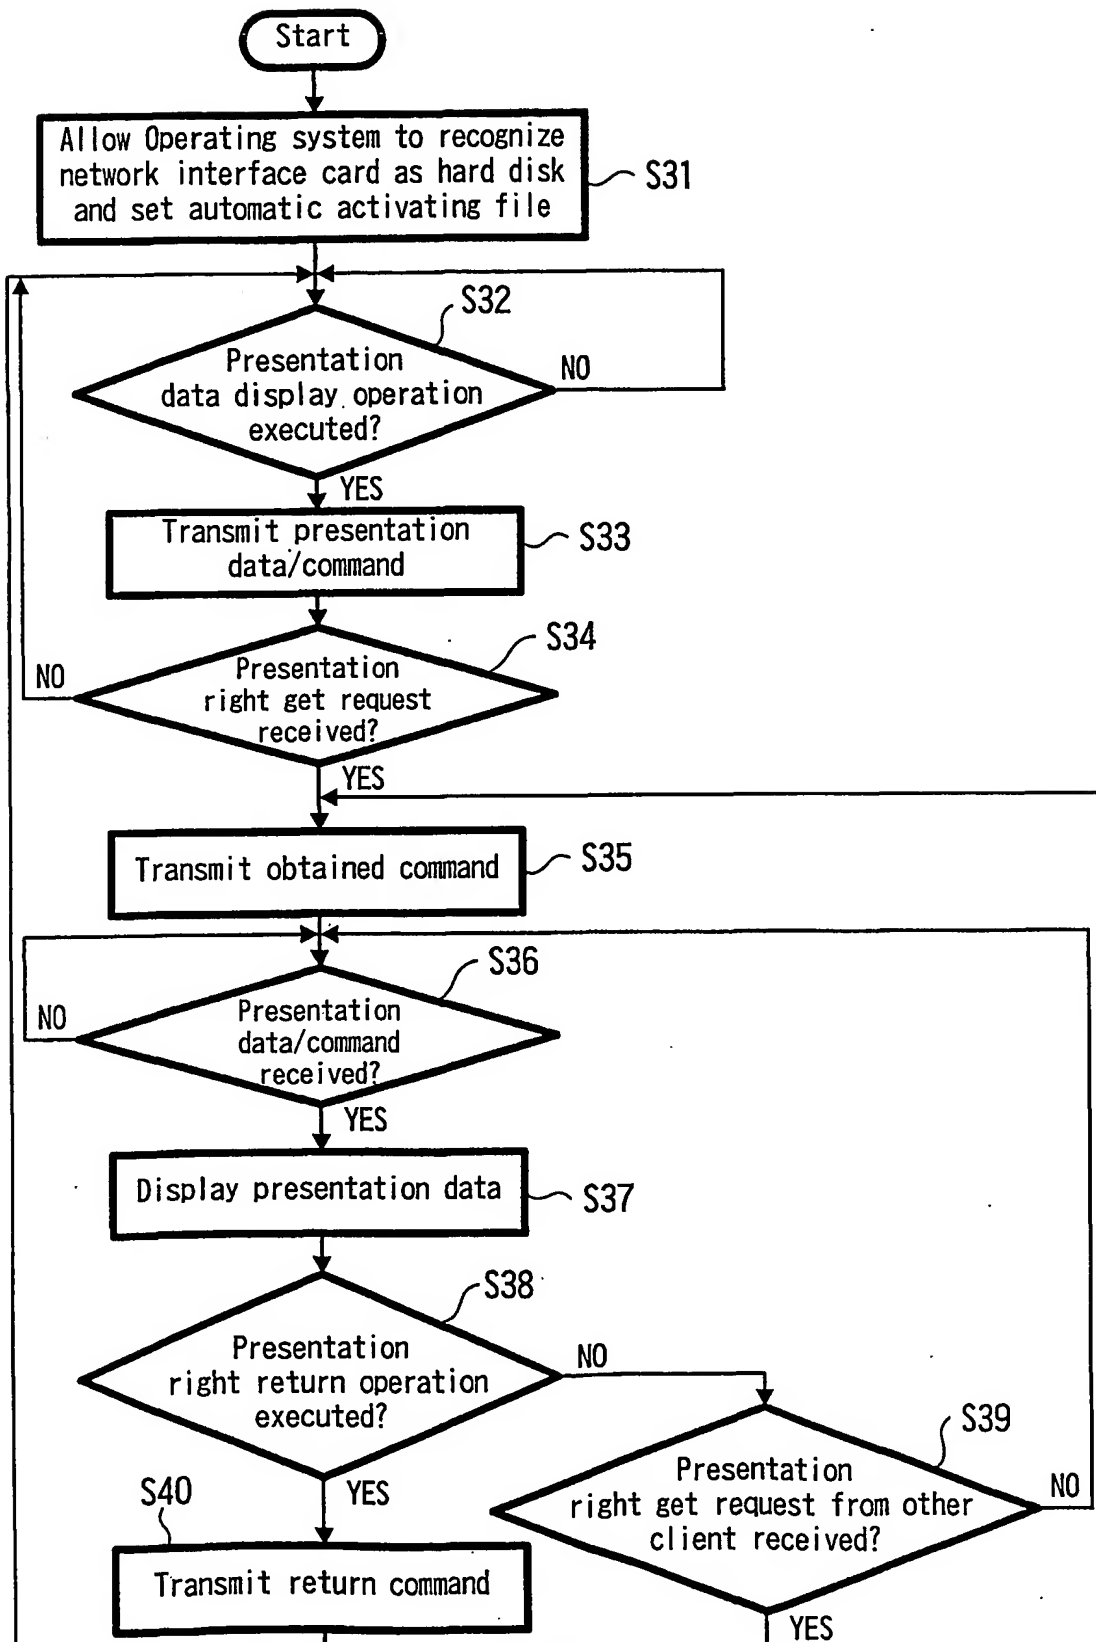 Start
Allow Operating system to recognize
network interface card as hard disk
and set automatic activating file
S31
S32
Presentation
data display operation
executed?
NO
YES
Transmit presentation
data/command
S33
S34
Presentation
right get request
received?
NO
YES
Transmit obtained command
S35
S36
Presentation
data/command
received?
NO
YES
Display presentation data
S37
S38
Presentation
right return operation
executed?
NO
YES
S39
Presentation
right get request from other
client received?
NO
YES
S40
Transmit return command